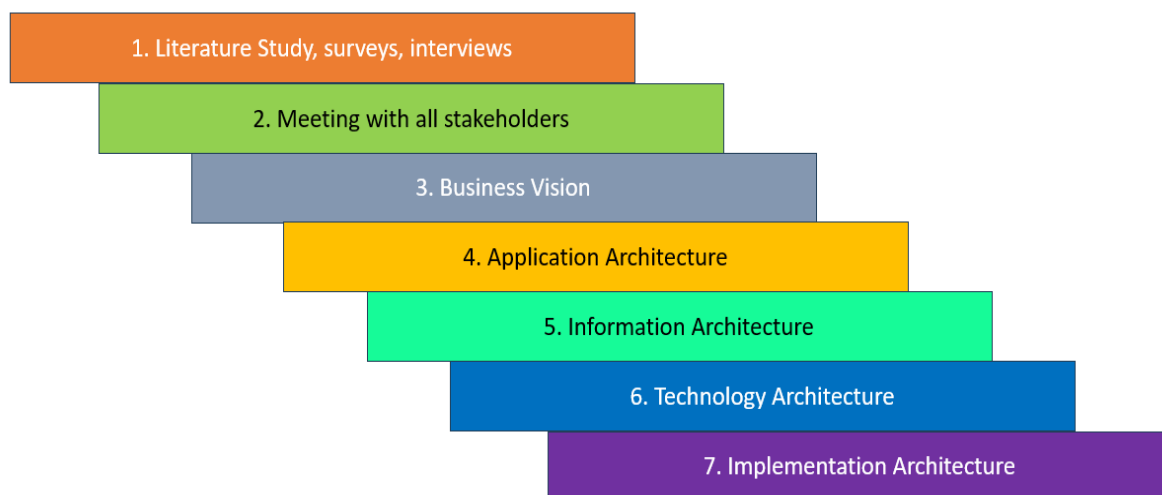 1. Literature Study, surveys, interviews
2. Meeting with all stakeholders
3. Business Vision
4. Application Architecture
5. Information Architecture
6. Technology Architecture
7. Implementation Architecture